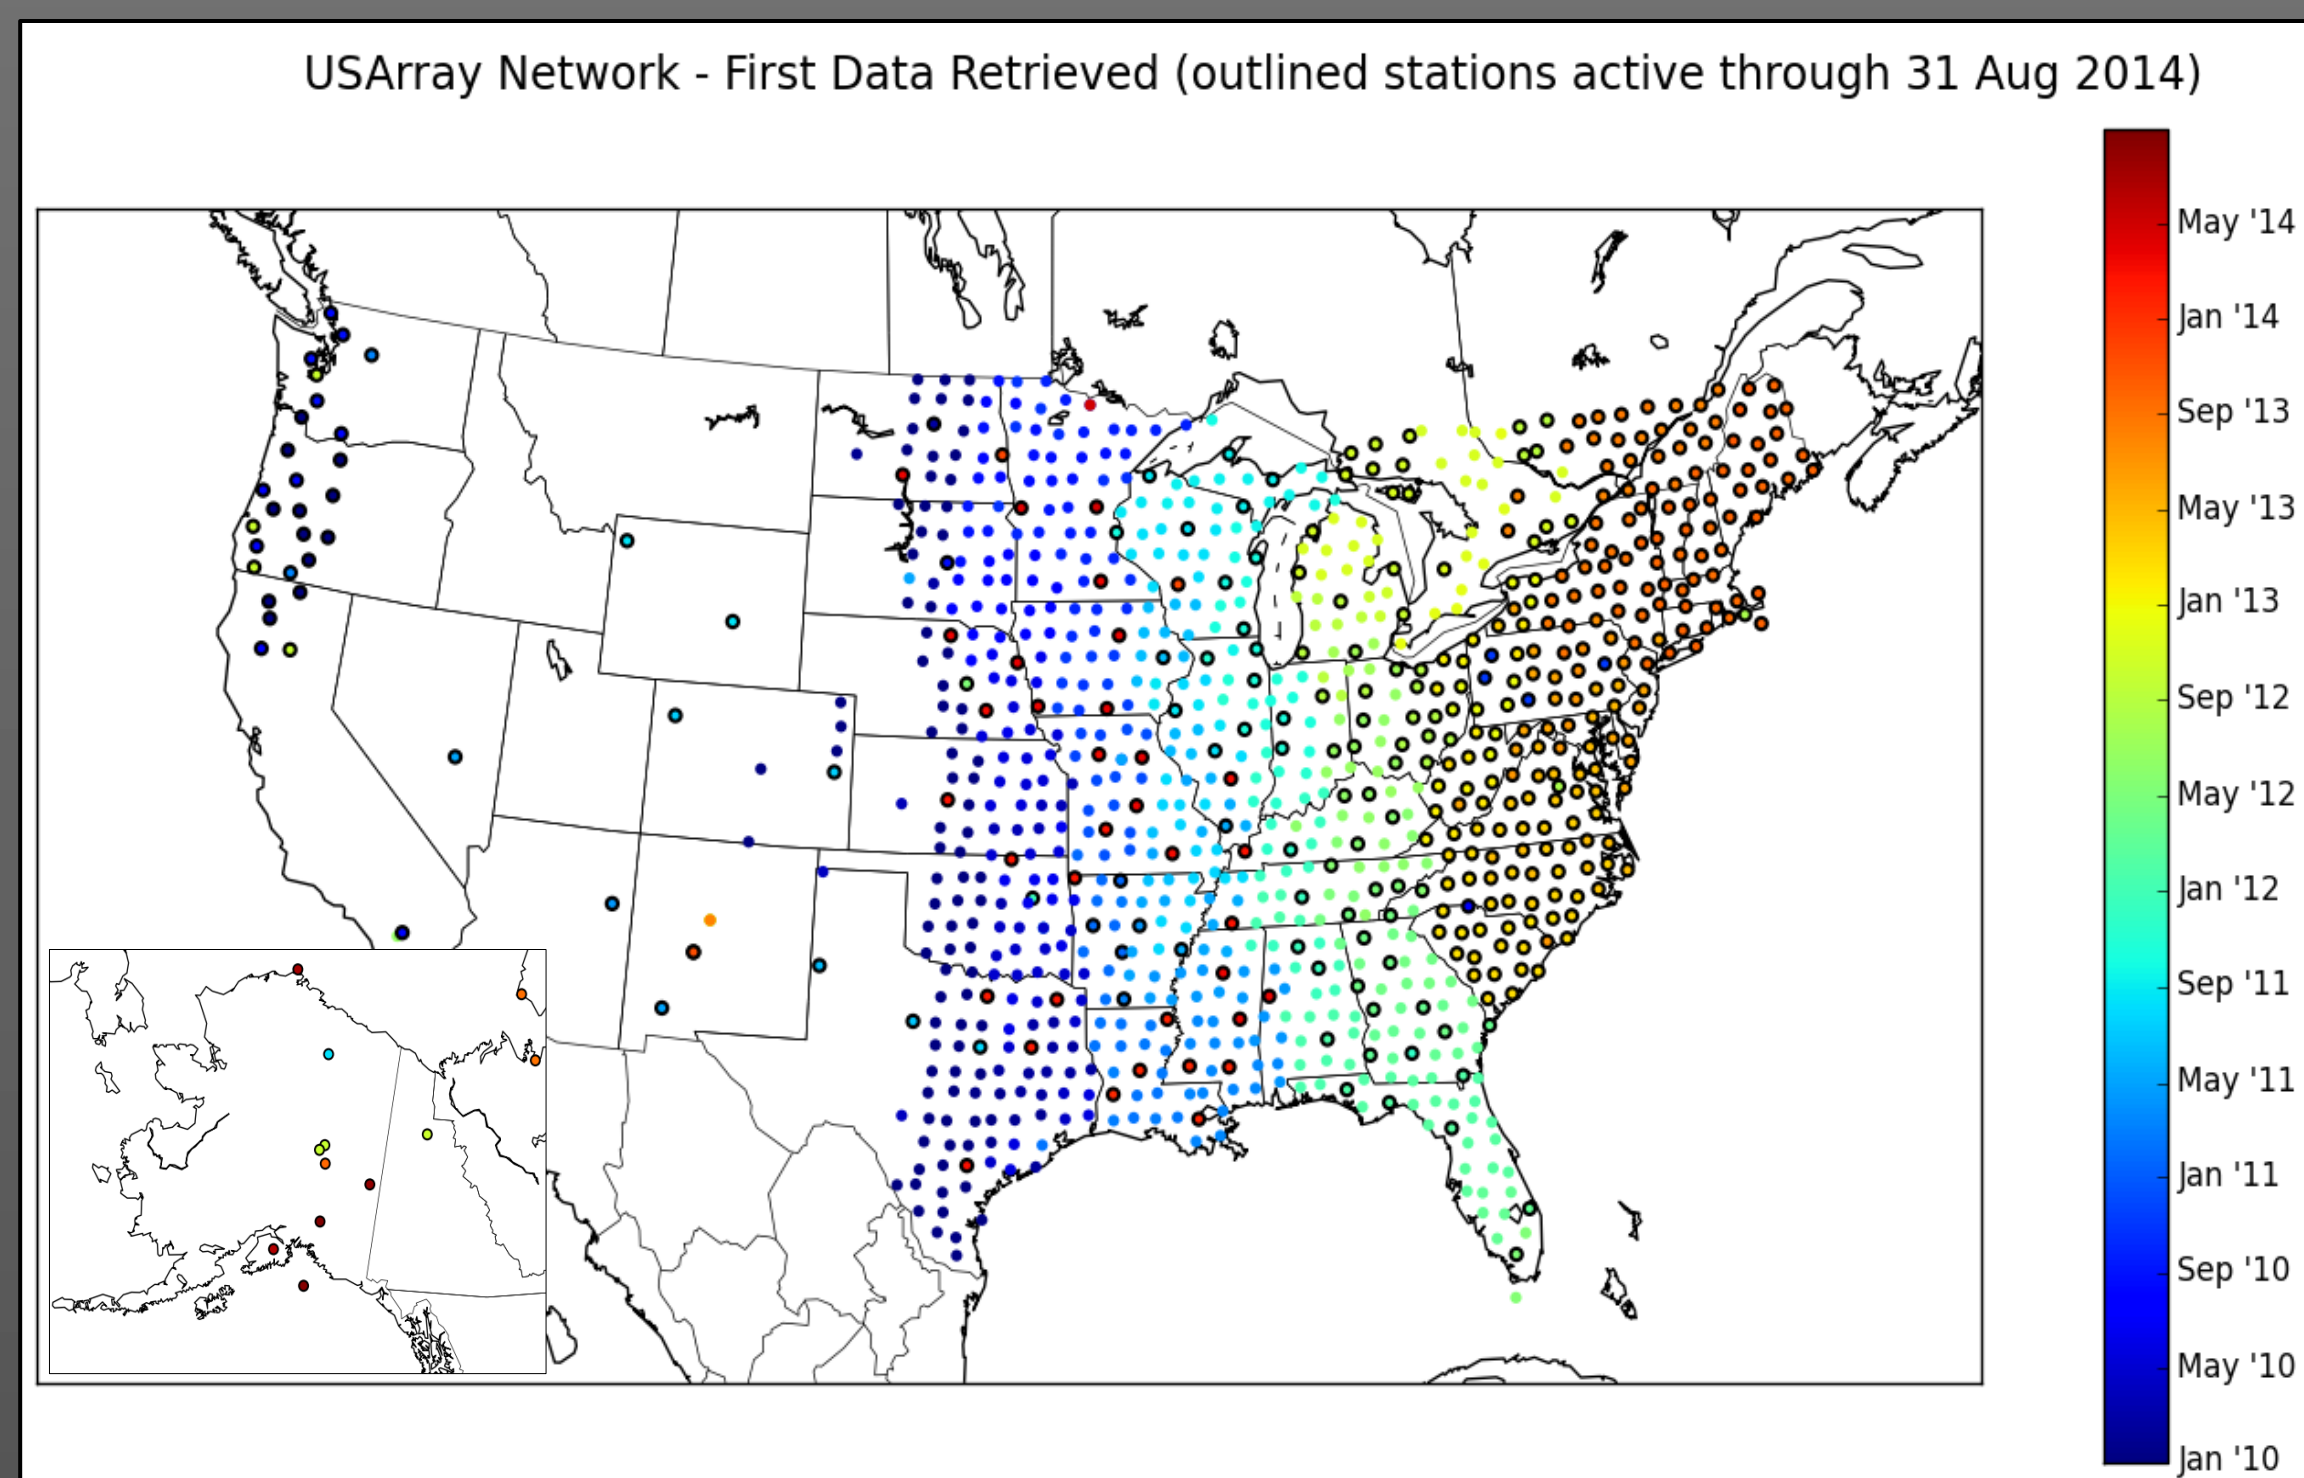 USArray Network - First Data Retrieved (outlined stations active through 31 Aug 2014)
May '14
Jan '14
Sep '13
May '13
Jan '13
Sep '12
May '12
Jan '12
Sep '11
May '11
Jan '11
Sep '10
May '10
Jan '10